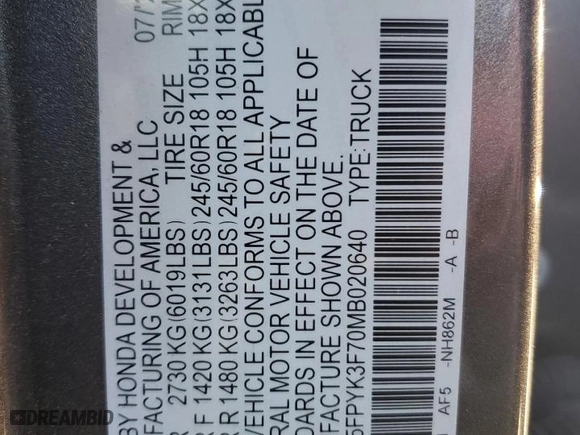 BY HONDA DEVELOPMENT & 07/
FACTURING OF AMERICA, LLC
2730 KG(6019LBS) TIRE SIZE RIM
F 1420 KG(3131LBS)245/60R18 105H 18X
R 1480 KG(3263LBS)245/60R18 105H 18X
VEHICLE CONFORMS TO ALL APPLICABL
RAL MOTOR VEHICLE SAFETY
DARDS IN EFFECT ON THE DATE OF
FACTURE SHOWN ABOVE.
FPYK3F70MB020640 TYPE:TRUCK
AF5 -NH862M -A -B
DREAMBID